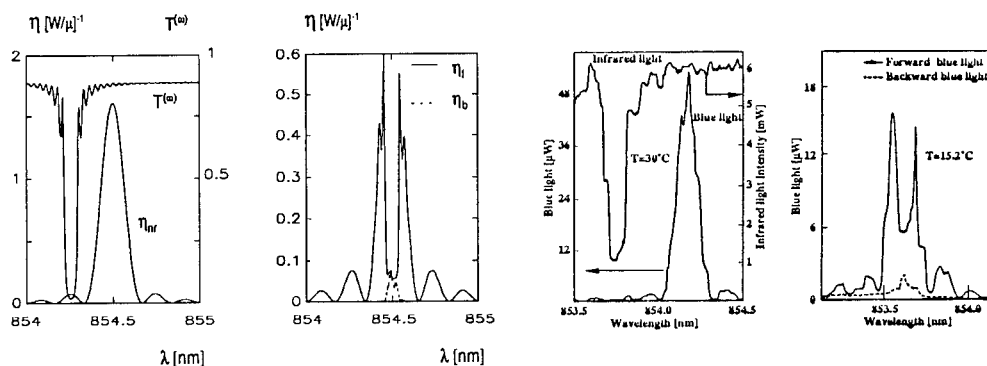 η [W/μ]⁻¹
T⁽ω⁾
2
1
T⁽ω⁾
1
0.5
η_nr
0
854
854.5
855
λ [nm]
η [W/μ]⁻¹
0.6
η_f
0.5
η_b
0.4
0.3
0.2
0.1
0
854
854.5
855
λ [nm]
Infrared light
Blue light
T=30°C
48
36
24
12
Blue light [μW]
6
5
4
3
2
1
Infrared light Intensity [mW]
853.5
854.0
854.5
Wavelength [nm]
Forward blue light
Backward blue light
18
12
6
0
Blue light [μW]
T=15.2°C
853.5
854.0
Wavelength [nm]